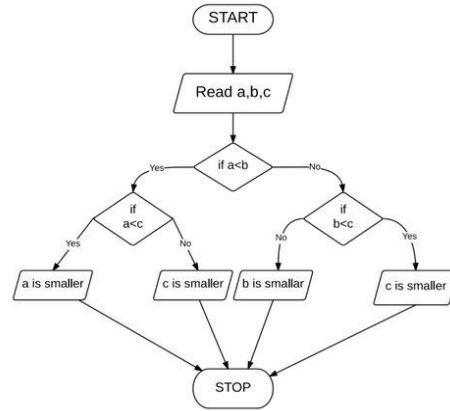 START
Read a,b,c
if a<b
Yes
No
if
a<c
if
b<c
Yes
No
No
Yes
a is smaller
c is smaller
b is smallar
c is smaller
STOP